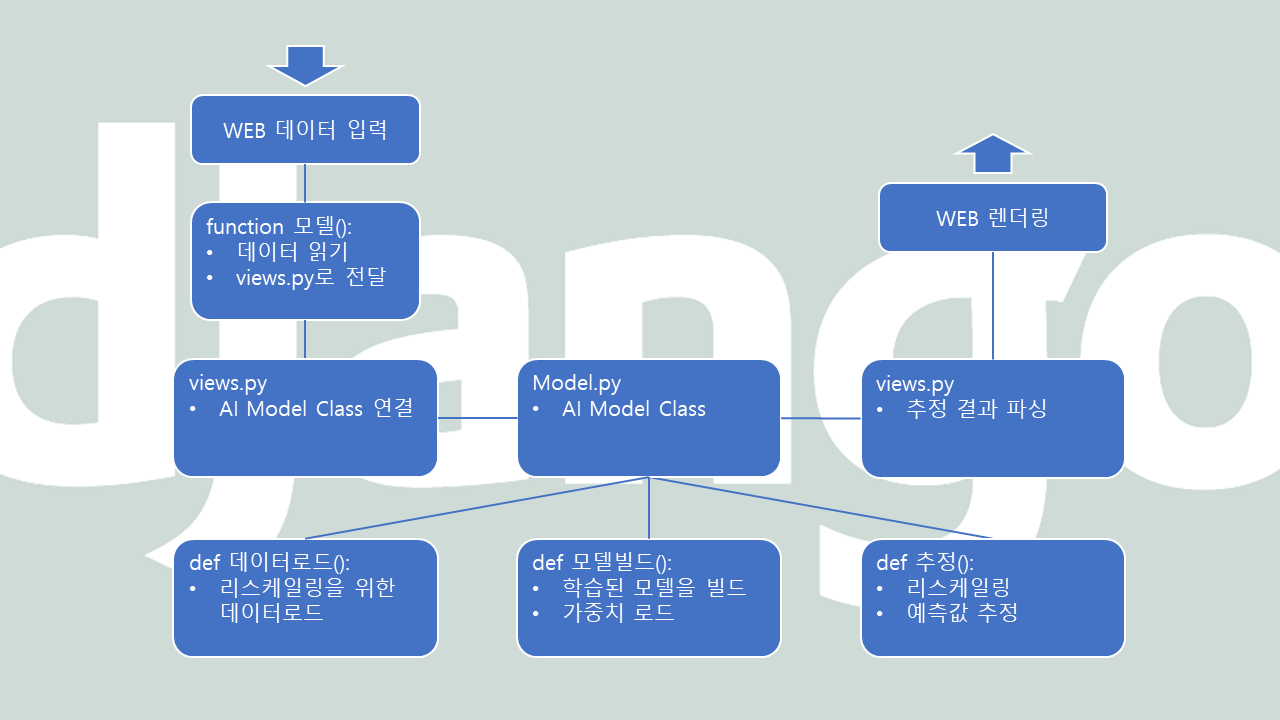 django
WEB 데이터 입력
function 모델():
• 데이터 읽기
• views.py로 전달
views.py
• AI Model Class 연결
Model.py
• AI Model Class
WEB 렌더링
views.py
• 추정 결과 파싱
def 데이터로드():
• 리스케일링을 위한
데이터로드
def 모델빌드():
• 학습된 모델을 빌드
• 가중치 로드
def 추정():
• 리스케일링
• 예측값 추정